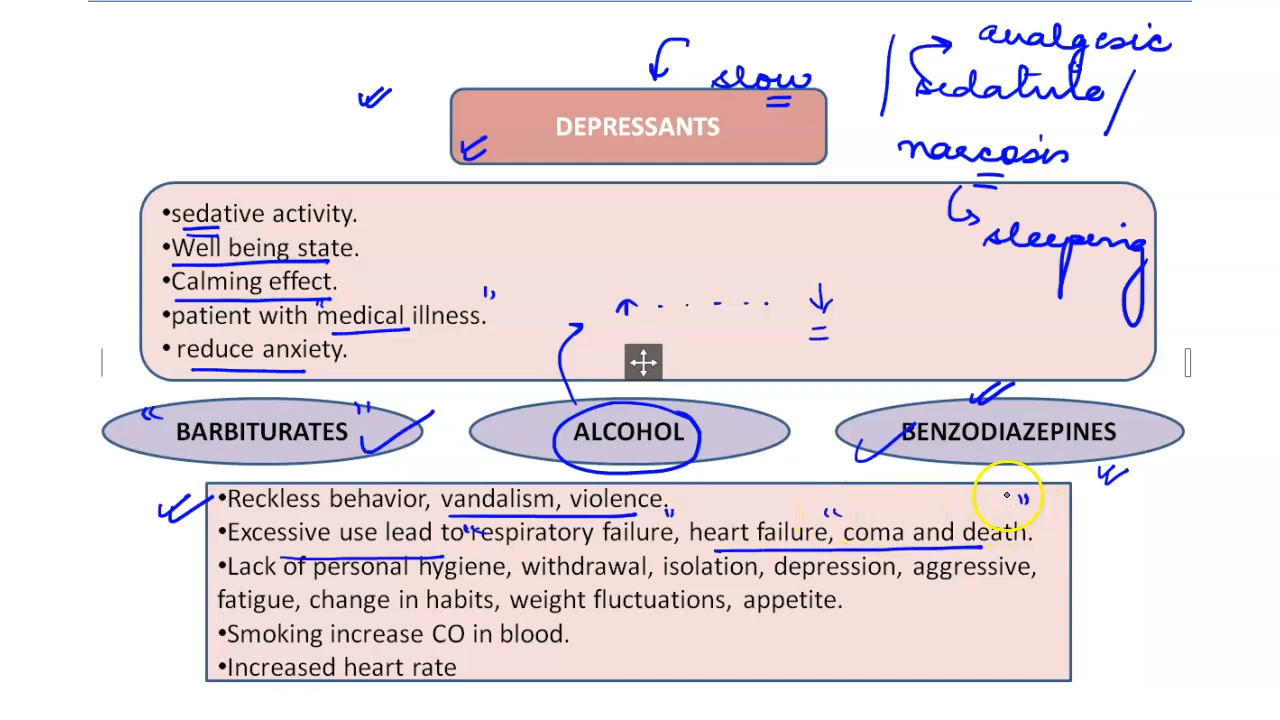 analgesic
slow
sedatute
DEPRESSANTS
narcosis
sleeping
•sedative activity.
•Well being state.
•Calming effect.
•patient with "medical illness."
• reduce anxiety.
"BARBITURATES"
ALCOHOL
BENZODIAZEPINES
•Reckless behavior, vandalism, violence.
•Excessive use lead to "respiratory failure", heart failure, "coma and death."
•Lack of personal hygiene, withdrawal, isolation, depression, aggressive,
fatigue, change in habits, weight fluctuations, appetite.
•Smoking increase CO in blood.
•Increased heart rate